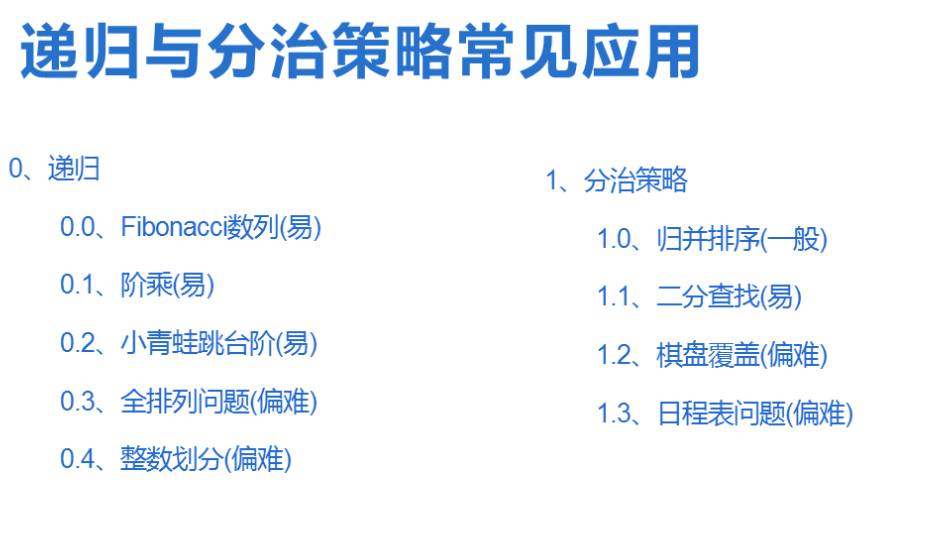 递归与分治策略常见应用
0、递归
0.0、Fibonacci数列(易)
0.1、阶乘(易)
0.2、小青蛙跳台阶(易)
0.3、全排列问题(偏难)
0.4、整数划分(偏难)
1、分治策略
1.0、归并排序(一般)
1.1、二分查找(易)
1.2、棋盘覆盖(偏难)
1.3、日程表问题(偏难)